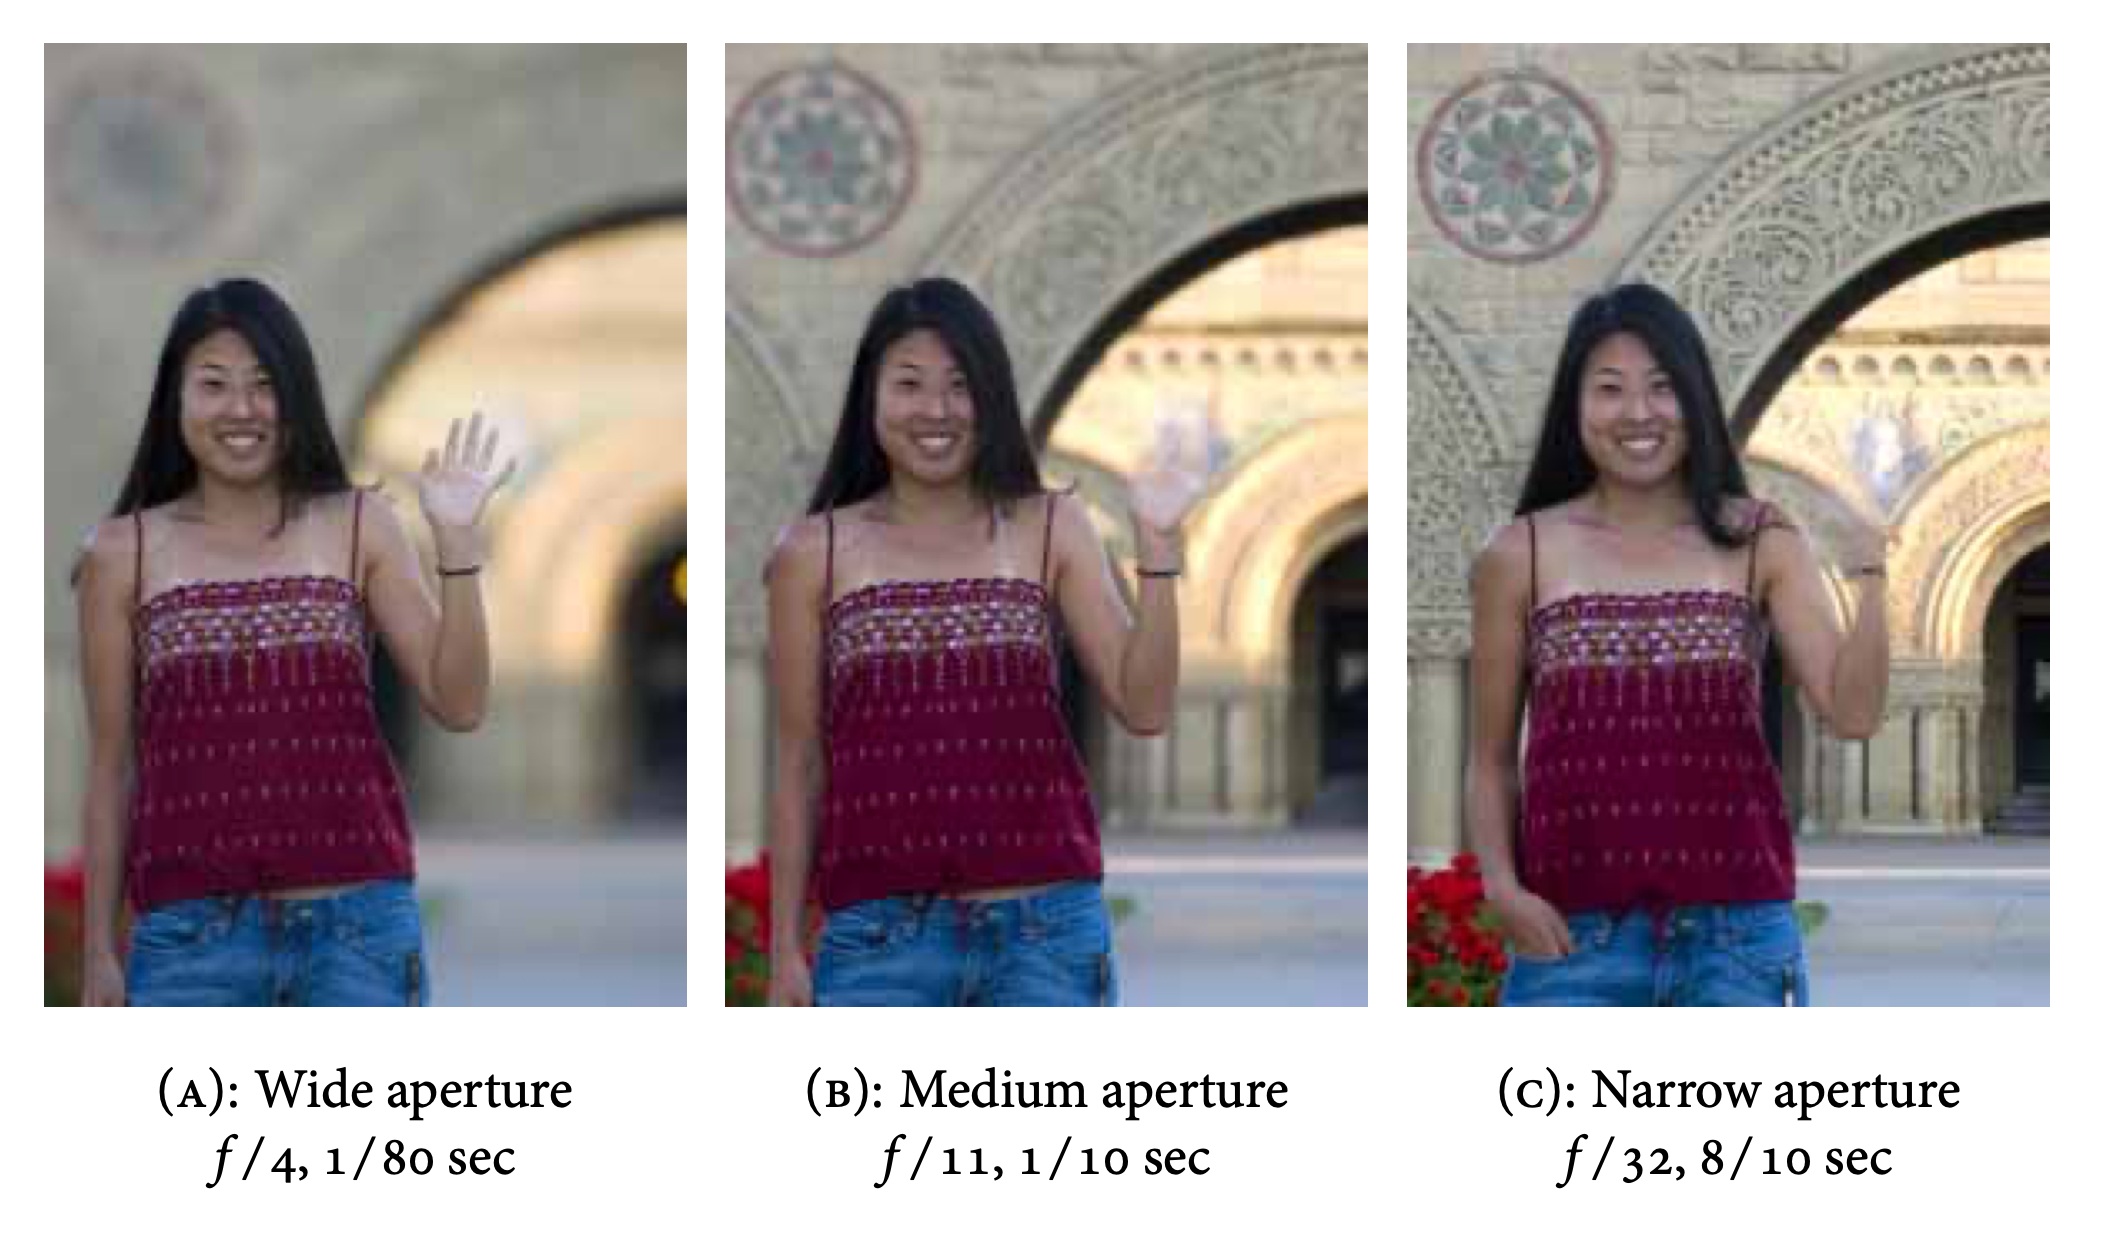 (A): Wide aperture
f/4, 1/80 sec
(B): Medium aperture
f/11, 1/10 sec
(C): Narrow aperture
f/32, 8/10 sec